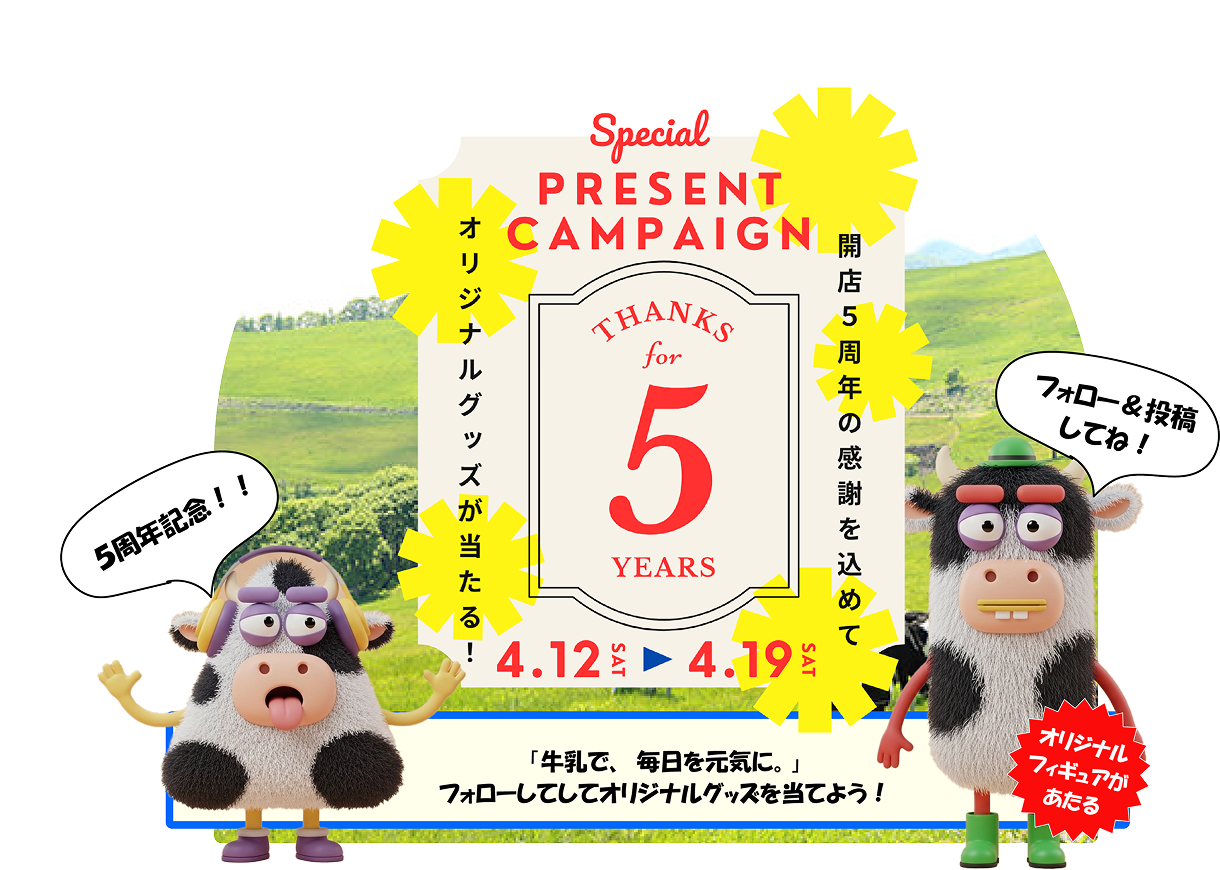 Special
PRESENT
CAMPAIGN
開店5周年の感謝を込めて
オリジナルグッズが当たる！
THANKS
for
5
YEARS
4.12 SAT ▶ 4.19 SAT
5周年記念！！
フォロー＆投稿
してね！
「牛乳で、毎日を元気に。」
フォローしてしてオリジナルグッズを当てよう！
オリジナル
フィギュアが
あたる